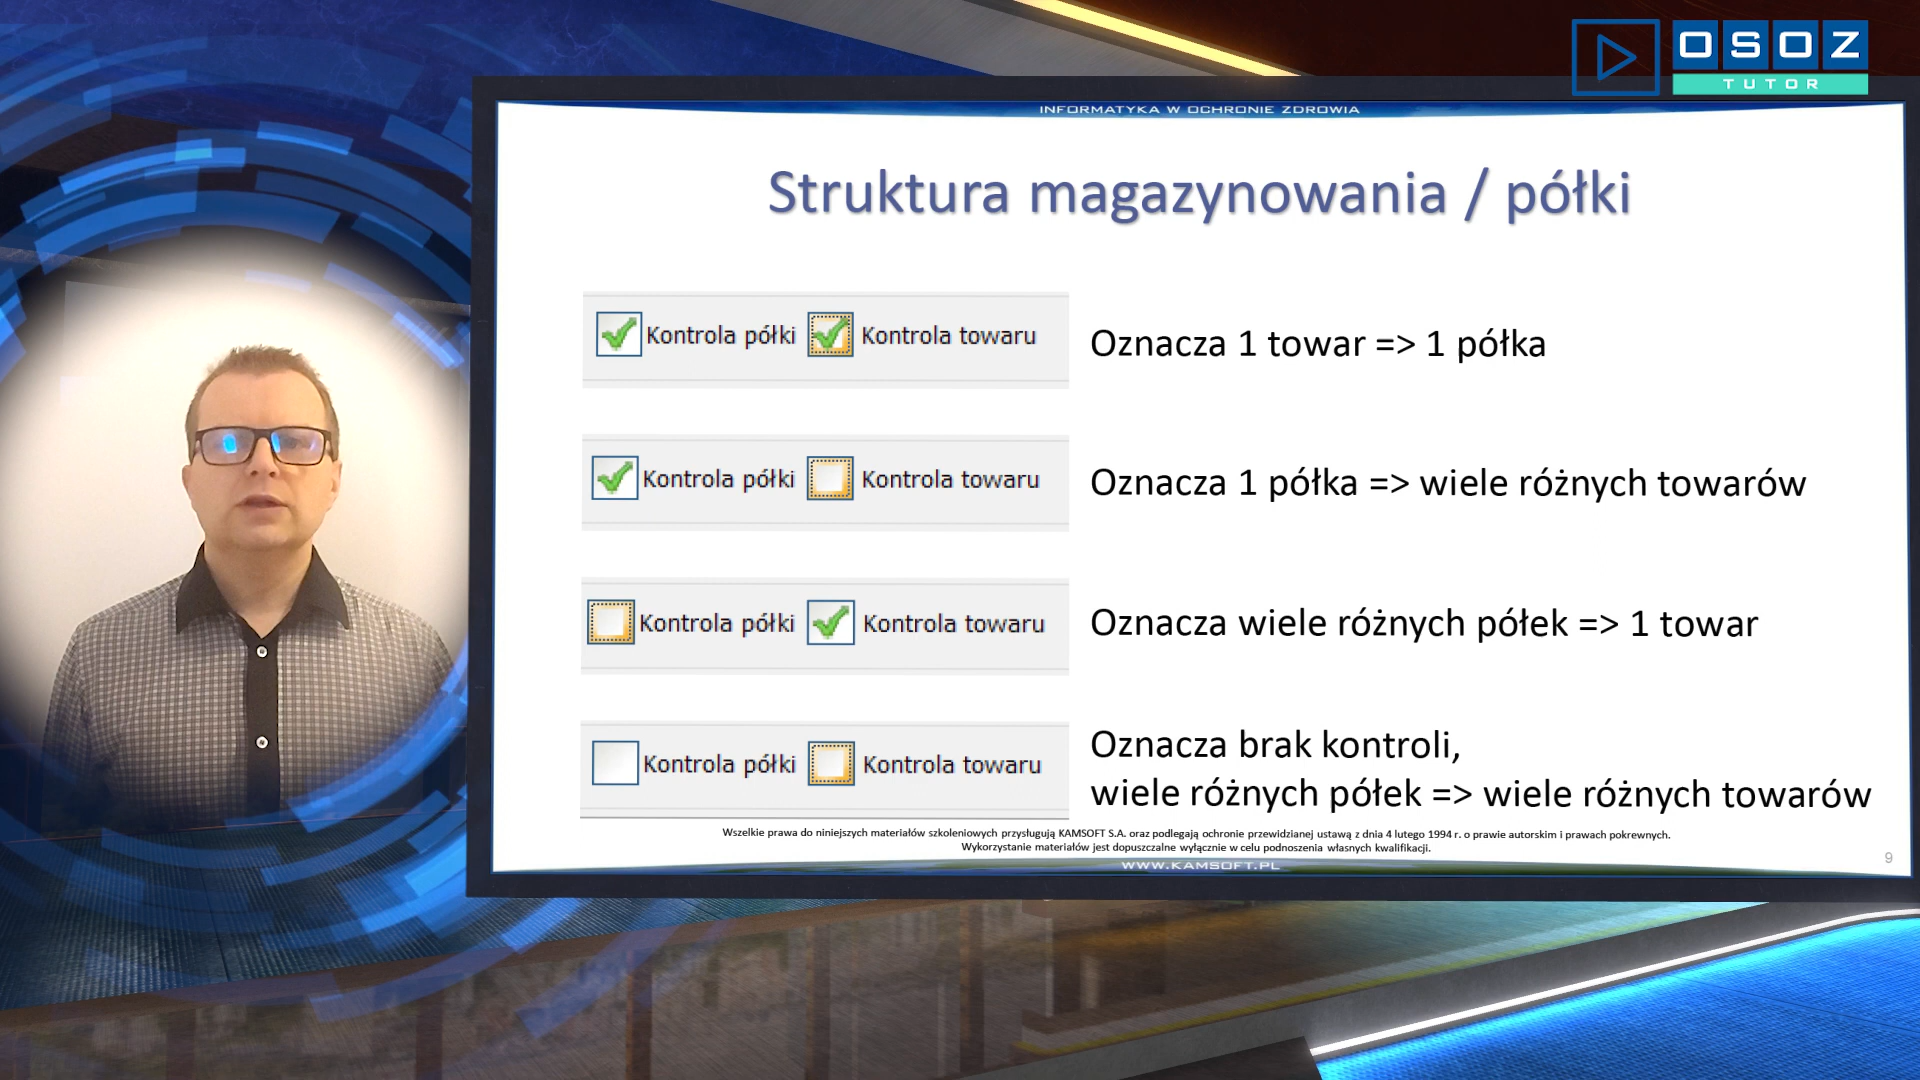 OSOZ
TUTOR
INFORMATYKA W OCHRONIE ZDROWIA
Struktura magazynowania / półki
Kontrola półki Kontrola towaru Oznacza 1 towar => 1 półka
Kontrola półki Kontrola towaru Oznacza 1 półka => wiele różnych towarów
Kontrola półki Kontrola towaru Oznacza wiele różnych półek => 1 towar
Kontrola półki Kontrola towaru Oznacza brak kontroli,
wiele różnych półek => wiele różnych towarów
Wszelkie prawa do niniejszych materiałów szkoleniowych przysługują KAMSOFT S.A. oraz podlegają ochronie przewidzianej ustawą z dnia 4 lutego 1994 r. o prawie autorskim i prawach pokrewnych.
Wykorzystanie materiałów jest dopuszczalne wyłącznie w celu podnoszenia własnych kwalifikacji.
WWW.KAMSOFT.PL
9